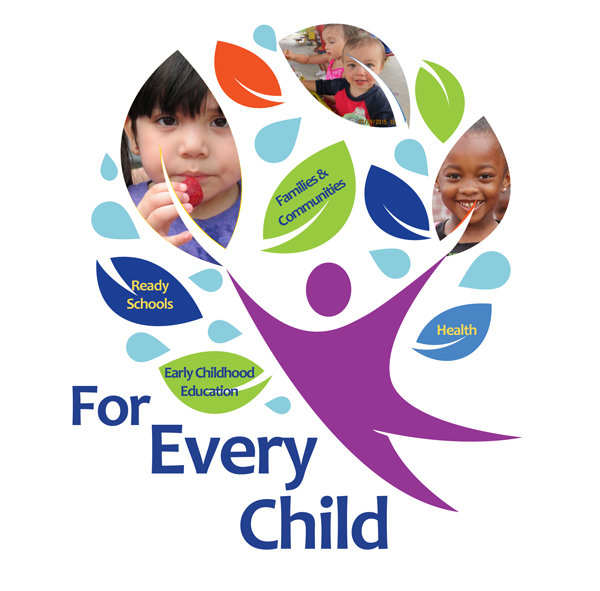 Families &
Communities
Ready
Schools
Health
Early Childhood
Education
For
Every
Child